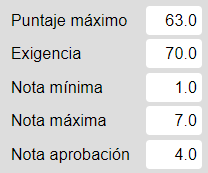 Puntaje máximo 63.0
Exigencia 70.0
Nota mínima 1.0
Nota máxima 7.0
Nota aprobación 4.0